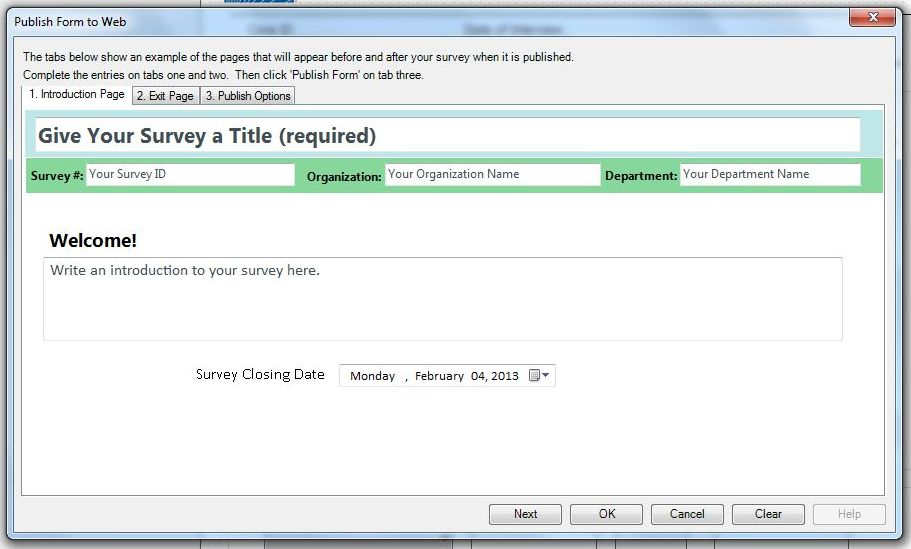 Publish Form to Web
The tabs below show an example of the pages that will appear before and after your survey when it is published.
Complete the entries on tabs one and two. Then click 'Publish Form' on tab three.
1. Introduction Page 2. Exit Page 3. Publish Options
Give Your Survey a Title (required)
Survey #: Your Survey ID Organization: Your Organization Name Department: Your Department Name
Welcome!
Write an introduction to your survey here.
Survey Closing Date Monday , February 04, 2013
Next OK Cancel Clear Help